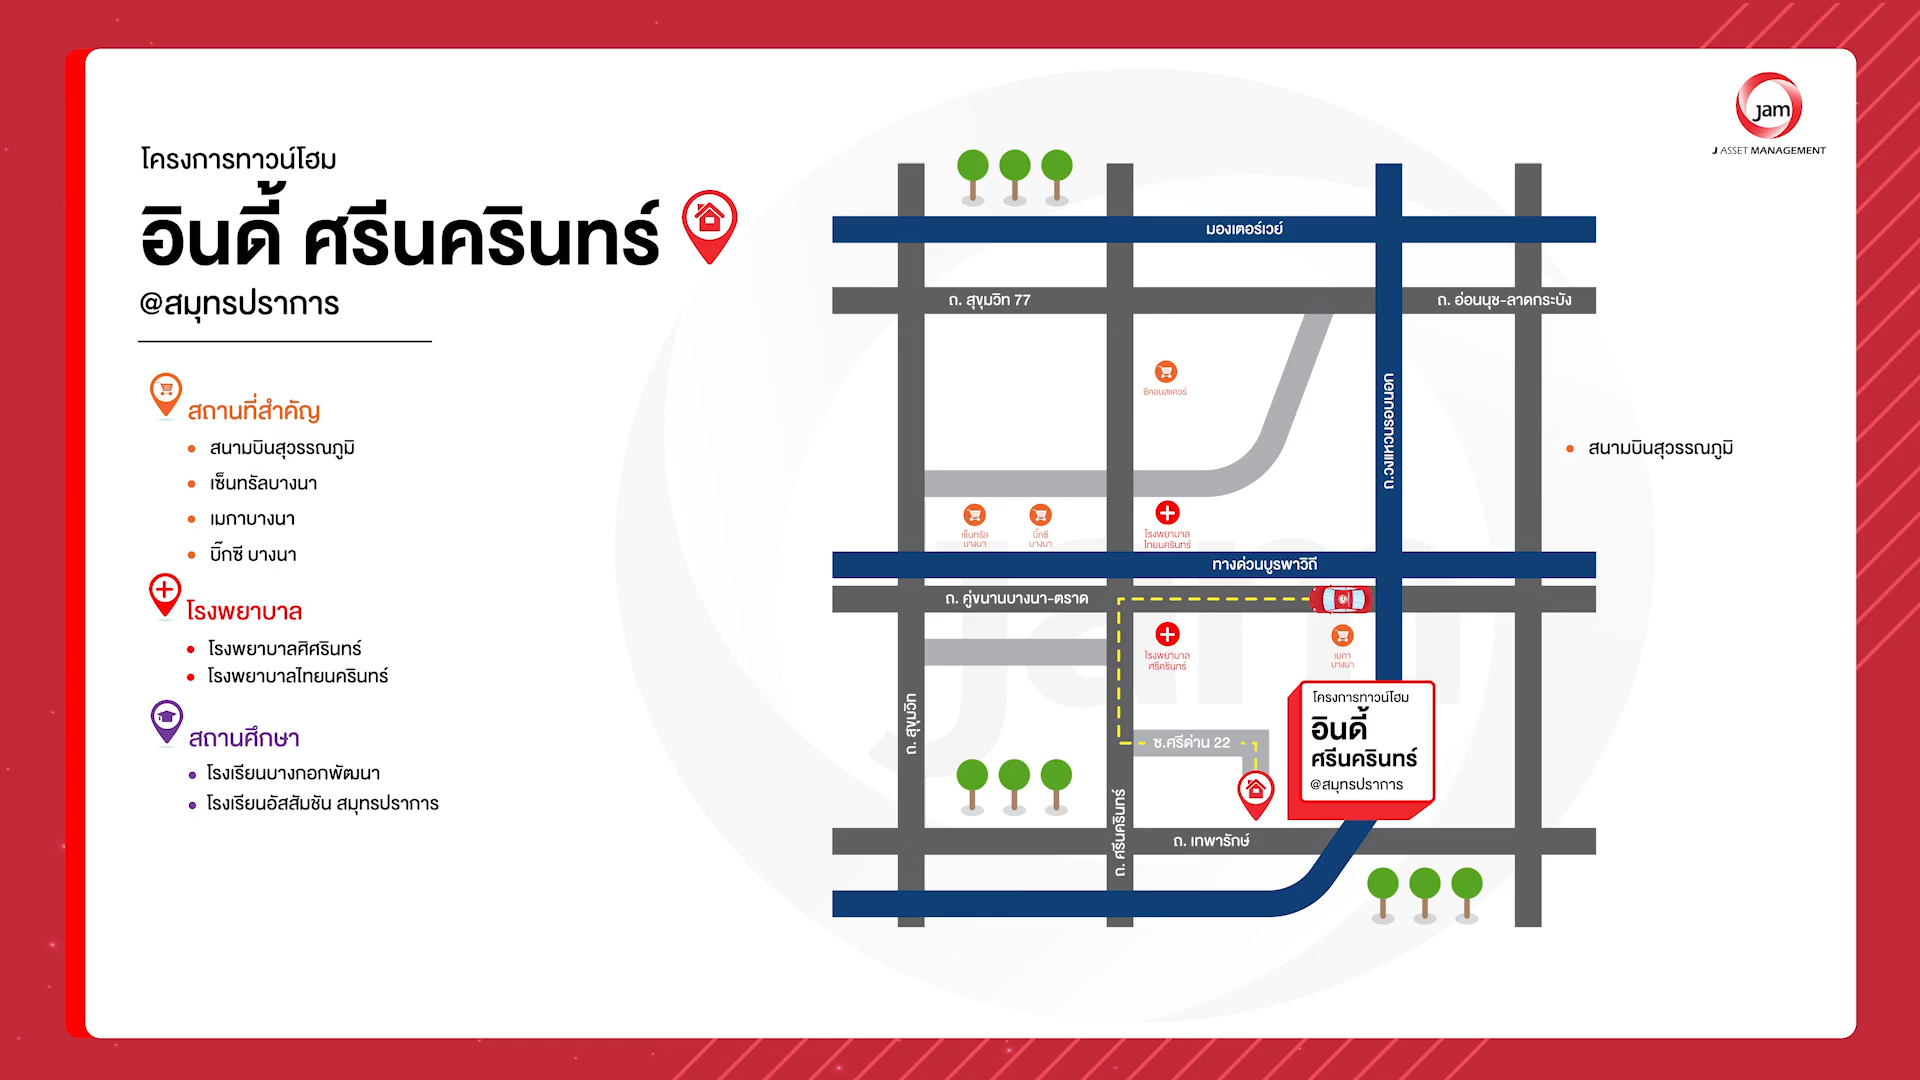 jam
J ASSET MANAGEMENT
โครงการทาวน์โฮม
อินดี้ ศรีนครินทร์
@สมุทรปราการ
สถานที่สำคัญ
สนามบินสุวรรณภูมิ
เซ็นทรัลบางนา
เมกาบางนา
บิ๊กซี บางนา
โรงพยาบาล
โรงพยาบาลศิครินทร์
โรงพยาบาลไทยนครินทร์
สถานศึกษา
โรงเรียนบางกอกพัฒนา
โรงเรียนอัสสัมชัน สมุทรปราการ
มองเตอร์เวย์
ถ. สุขุมวิท 77
ถ. อ่อนนุช-ลาดกระบัง
ซีคอนสแควร์
ถ.วงแหวนรอบนอก
สนามบินสุวรรณภูมิ
เซ็นทรัล
บางนา
บิ๊กซี
บางนา
โรงพยาบาล
ไทยนครินทร์
ทางด่วนบูรพาวิถี
ถ. คู่ขนานบางนา-ตราด
โรงพยาบาล
ศรีครินทร์
เมกา
บางนา
ถ. สุขุมวิท
ซ.ศรีด่าน 22
โครงการทาวน์โฮม
อินดี้
ศรีนครินทร์
@สมุทรปราการ
ถ. ศรีนครินทร์
ถ. เทพารักษ์